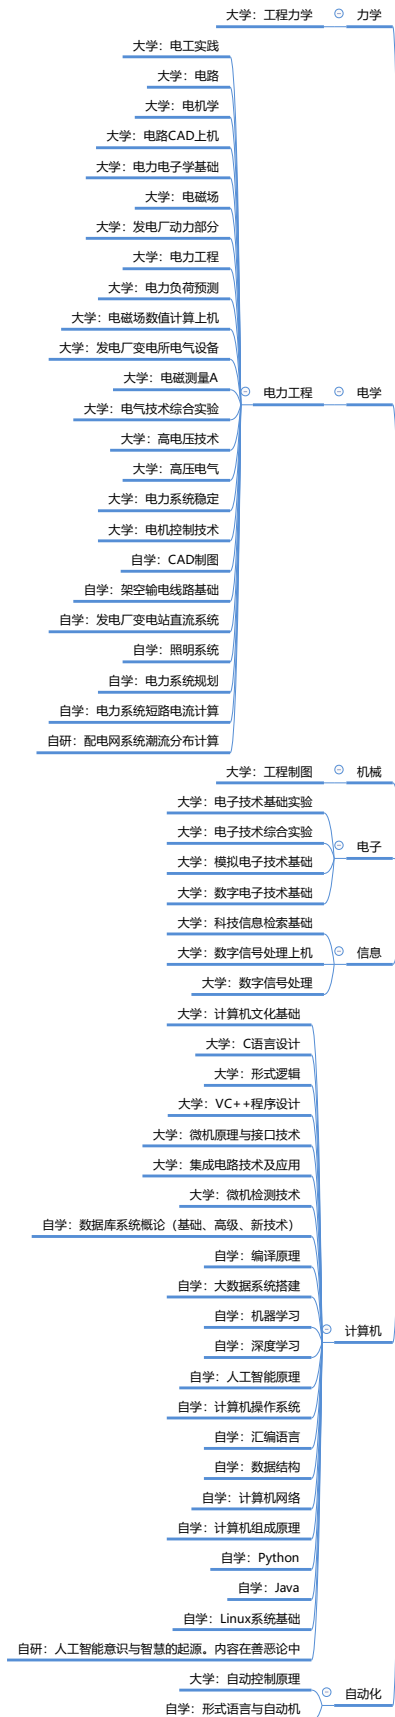 大学：工程力学 力学
大学：电工实践
大学：电路
大学：电机学
大学：电路CAD上机
大学：电力电子学基础
大学：电磁场
大学：发电厂动力部分
大学：电力工程
大学：电力负荷预测
大学：电磁场数值计算上机
大学：发电厂变电所电气设备
大学：电磁测量A
电力工程 电学
大学：电气技术综合实验
大学：高电压技术
大学：高压电气
大学：电力系统稳定
大学：电机控制技术
自学：CAD制图
自学：架空输电线路基础
自学：发电厂变电站直流系统
自学：照明系统
自学：电力系统规划
自学：电力系统短路电流计算
自研：配电网系统潮流分布计算
大学：工程制图 机械
大学：电子技术基础实验
大学：电子技术综合实验
电子
大学：模拟电子技术基础
大学：数字电子技术基础
大学：科技信息检索基础
大学：数字信号处理上机 信息
大学：数字信号处理
大学：计算机文化基础
大学：C语言设计
大学：形式逻辑
大学：VC++程序设计
大学：微机原理与接口技术
大学：集成电路技术及应用
大学：微机检测技术
自学：数据库系统概论（基础、高级、新技术）
自学：编译原理
自学：大数据系统搭建
自学：机器学习
计算机
自学：深度学习
自学：人工智能原理
自学：计算机操作系统
自学：汇编语言
自学：数据结构
自学：计算机网络
自学：计算机组成原理
自学：Python
自学：Java
自学：Linux系统基础
自研：人工智能意识与智慧的起源。内容在善恶论中
大学：自动控制原理
自动化
自学：形式语言与自动机